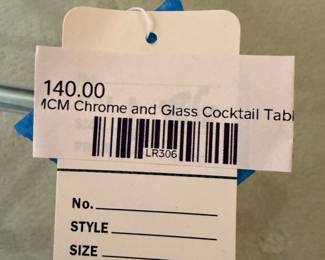 140.00
MCM Chrome and Glass Cocktail Tabl
LR306
No.
STYLE
SIZE